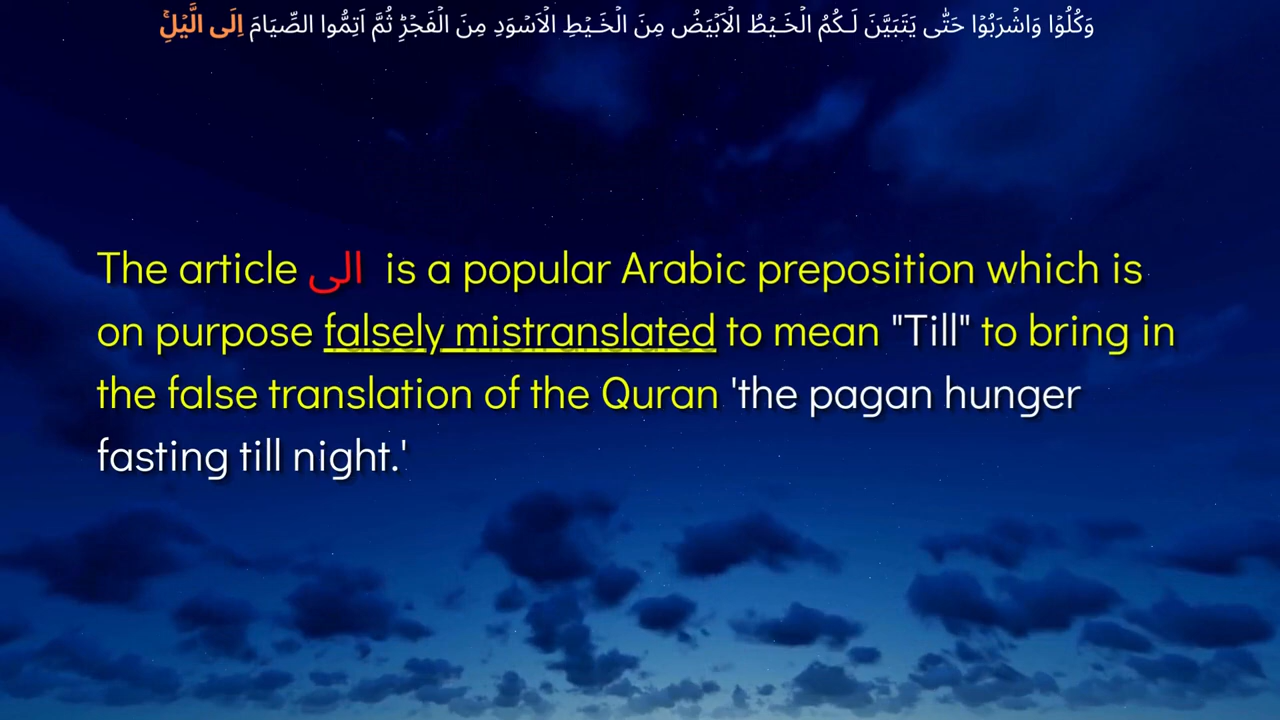 وَكُلُوۡا وَاشۡرَبُوۡا حَتّٰى يَتَبَيَّنَ لَـكُمُ الۡخَـيۡطُ الۡاَبۡيَضُ مِنَ الۡخَـيۡطِ الۡاَسۡوَدِ مِنَ الۡفَجۡرِ‌ؕ ثُمَّ اَتِمُّوا الصِّيَامَ اِلَى الَّيۡلِ‌ۚ
The article الى is a popular Arabic preposition which is
on purpose falsely mistranslated to mean "Till" to bring in
the false translation of the Quran 'the pagan hunger
fasting till night.'